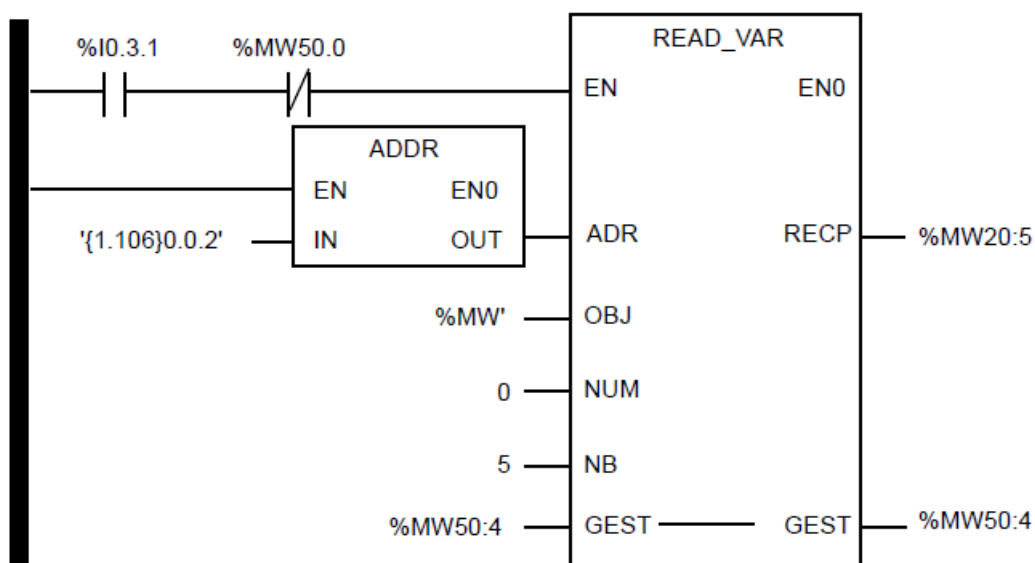 READ_VAR
%I0.3.1 %MW50.0
EN EN0
ADDR
EN EN0
'{1.106}0.0.2' IN OUT ADR RECP %MW20:5
%MW' OBJ
0 NUM
5 NB
%MW50:4 GEST GEST %MW50:4